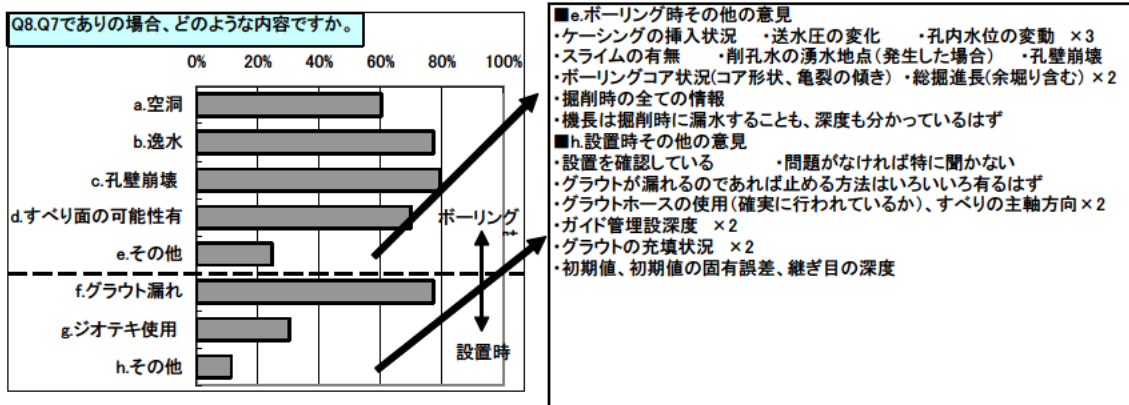 Q8.Q7でありの場合、どのような内容ですか。
0% 20% 40% 60% 80% 100%
a.空洞
b.逸水
c.孔壁崩壊
d.すべり面の可能性有
e.その他
f.グラウト漏れ
g.ジオテキ使用
h.その他
ボーリング
設置時
■e.ボーリング時その他の意見
・ケーシングの挿入状況 ・送水圧の変化 ・孔内水位の変動 ×3
・スライムの有無 ・削孔水の湧水地点(発生した場合) ・孔壁崩壊
・ボーリングコア状況(コア形状、亀裂の傾き) ・総掘進長(余堀り含む) ×2
・掘削時の全ての情報
・機長は掘削時に漏水することも、深度も分かっているはず
■h.設置時その他の意見
・設置を確認している ・問題がなければ特に聞かない
・グラウトが漏れるのであれば止める方法はいろいいろ有るはず
・グラウトホースの使用(確実に行われているか)、すべりの主軸方向×2
・ガイド管埋設深度 ×2
・グラウトの充填状況 ×2
・初期値、初期値の固有誤差、継ぎ目の深度